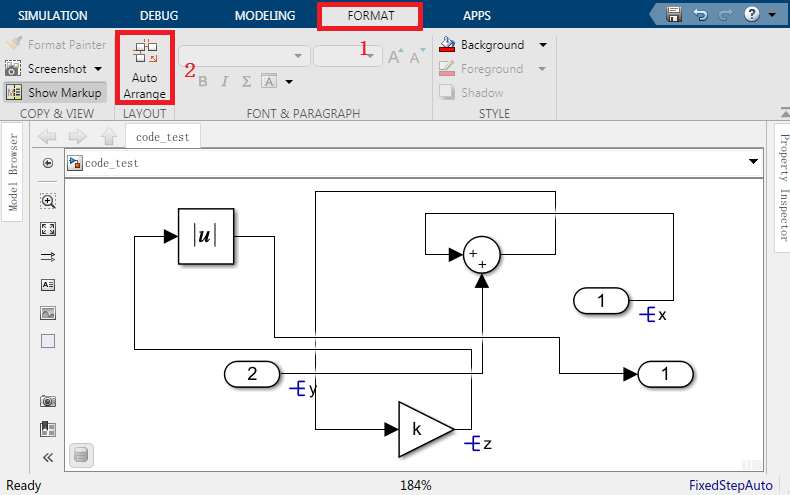 SIMULATION DEBUG MODELING FORMAT APPS
Format Painter
Screenshot
Show Markup
COPY & VIEW
Auto
Arrange
LAYOUT
1
2
B I Σ A
A A
FONT & PARAGRAPH
Background
Foreground
Shadow
STYLE
Model Browser
code_test
code_test
Property Inspector
|u|
+
+
1
x
2
y
1
k
z
Ready
184%
FixedStepAuto